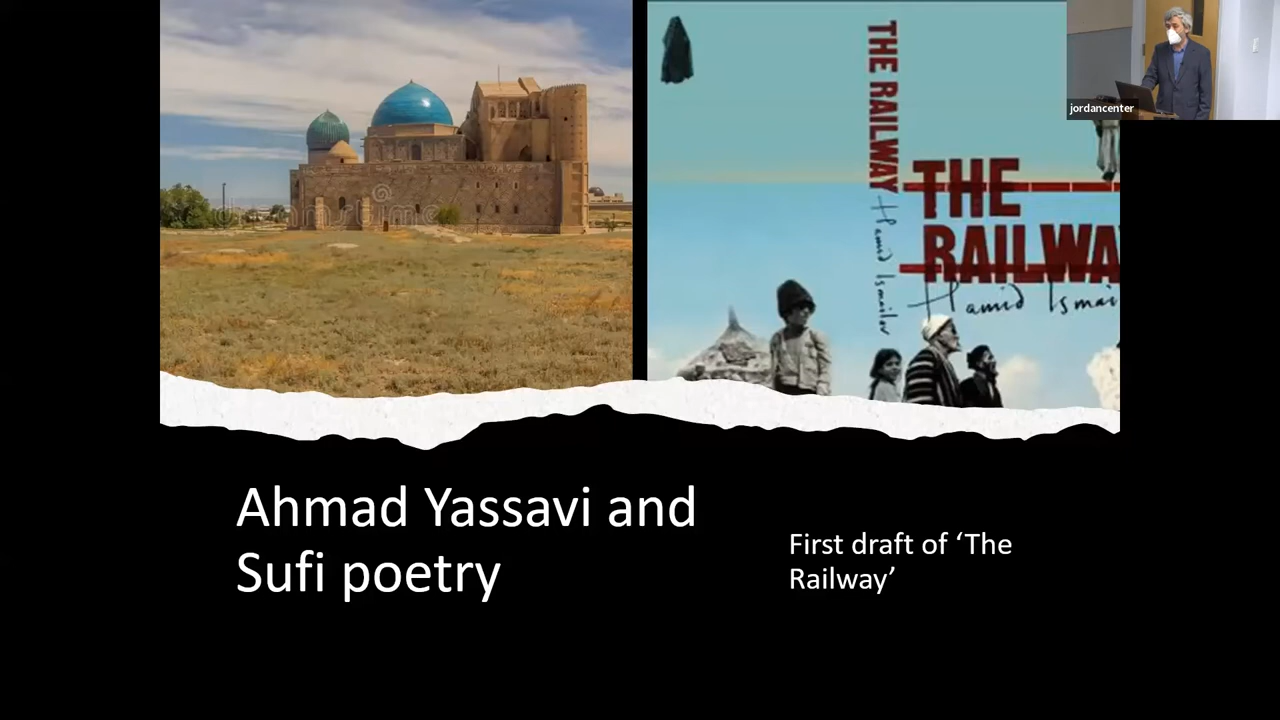 THE RAILWAY
Hamid Ismailov
THE
RAILWA
Hamid Ismai
jordancenter
Ahmad Yassavi and
Sufi poetry
First draft of ‘The
Railway’